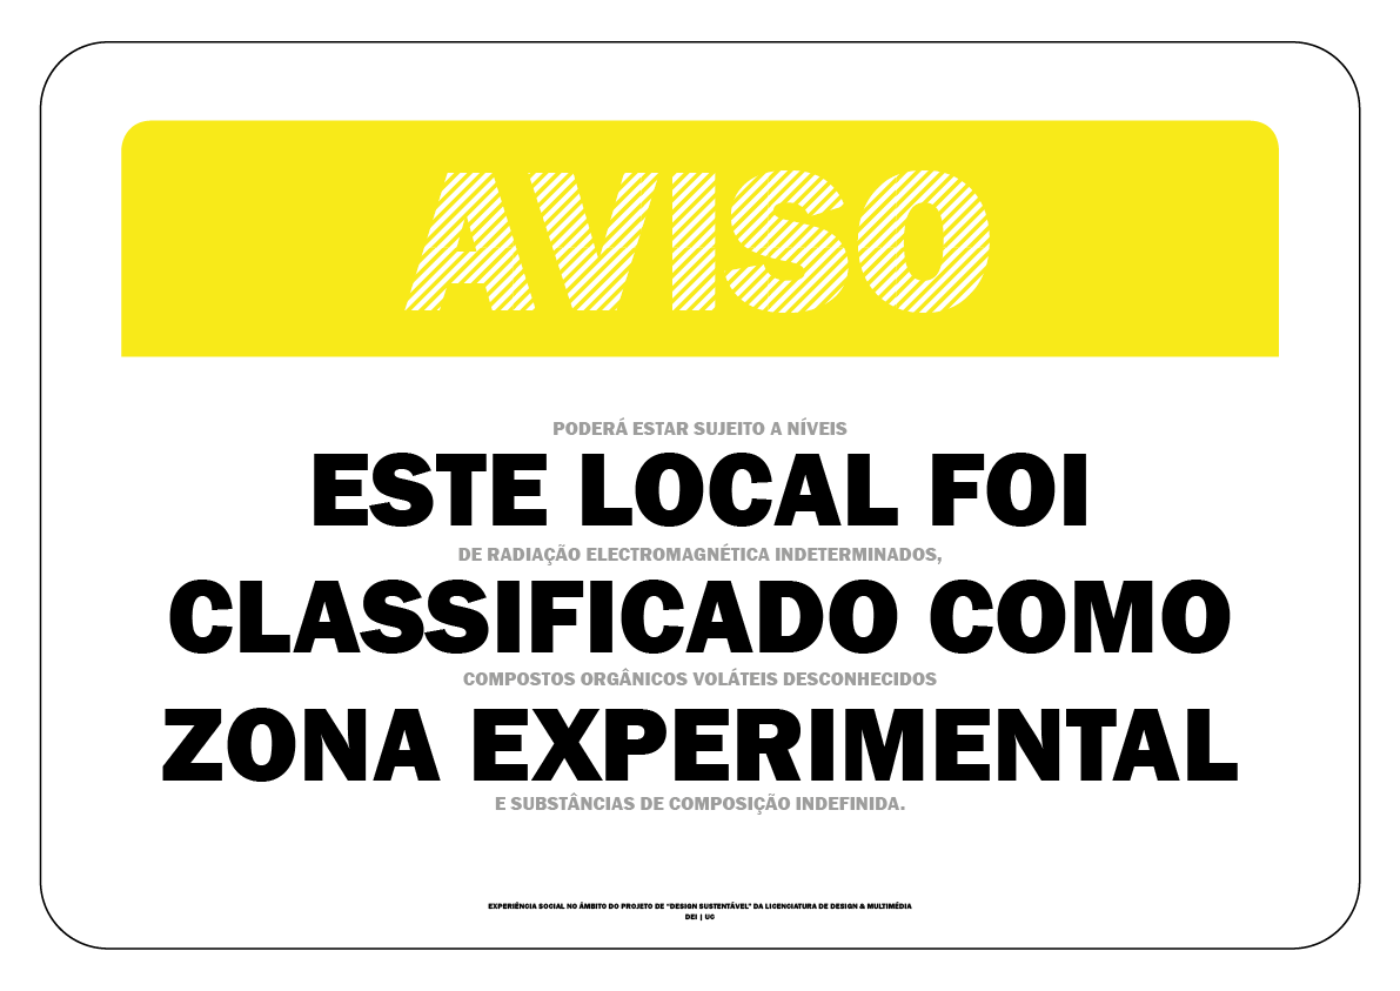 AVISO
PODERÁ ESTAR SUJEITO A NÍVEIS
ESTE LOCAL FOI
DE RADIAÇÃO ELECTROMAGNÉTICA INDETERMINADOS,
CLASSIFICADO COMO
COMPOSTOS ORGÂNICOS VOLÁTEIS DESCONHECIDOS
ZONA EXPERIMENTAL
E SUBSTÂNCIAS DE COMPOSIÇÃO INDEFINIDA.
EXPERIÊNCIA SOCIAL NO ÂMBITO DO PROJETO DE "DESIGN SUSTENTÁVEL" DA LICENCIATURA DE DESIGN & MULTIMÉDIA
DEI | UC